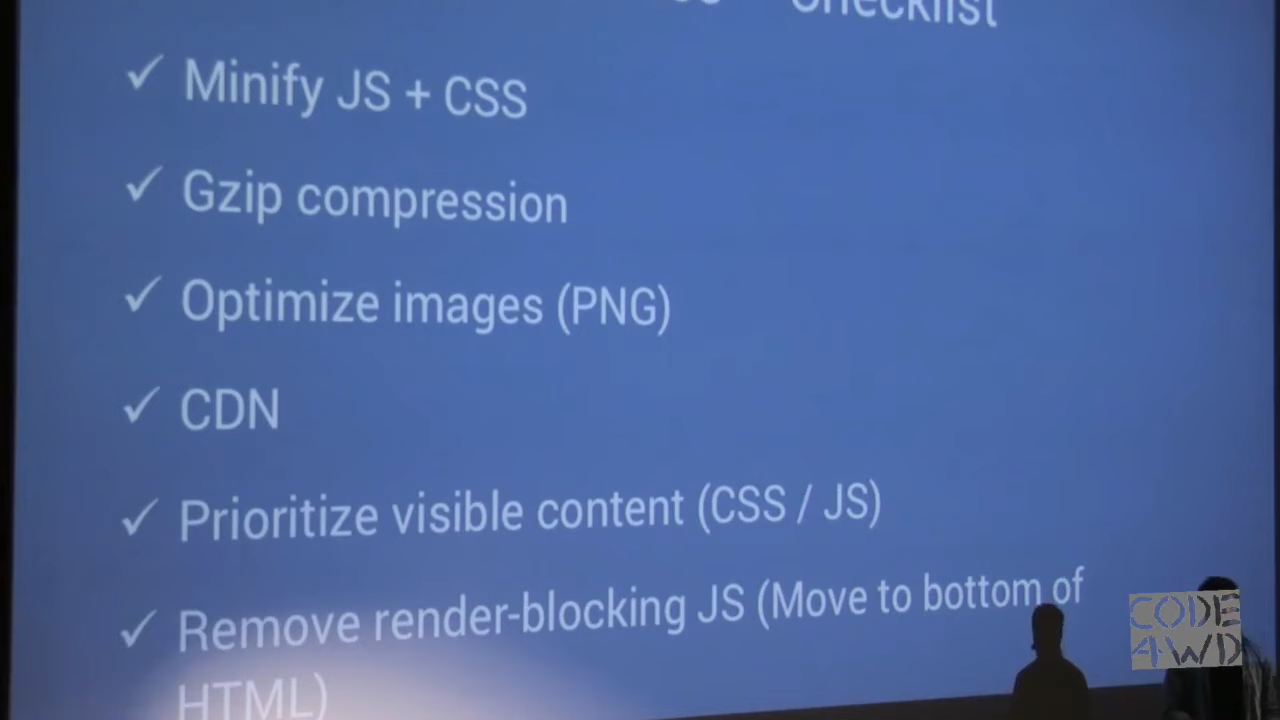 Checklist
✓ Minify JS + CSS
✓ Gzip compression
✓ Optimize images (PNG)
✓ CDN
✓ Prioritize visible content (CSS / JS)
✓ Remove render-blocking JS (Move to bottom of
HTML)
CODE
4WD